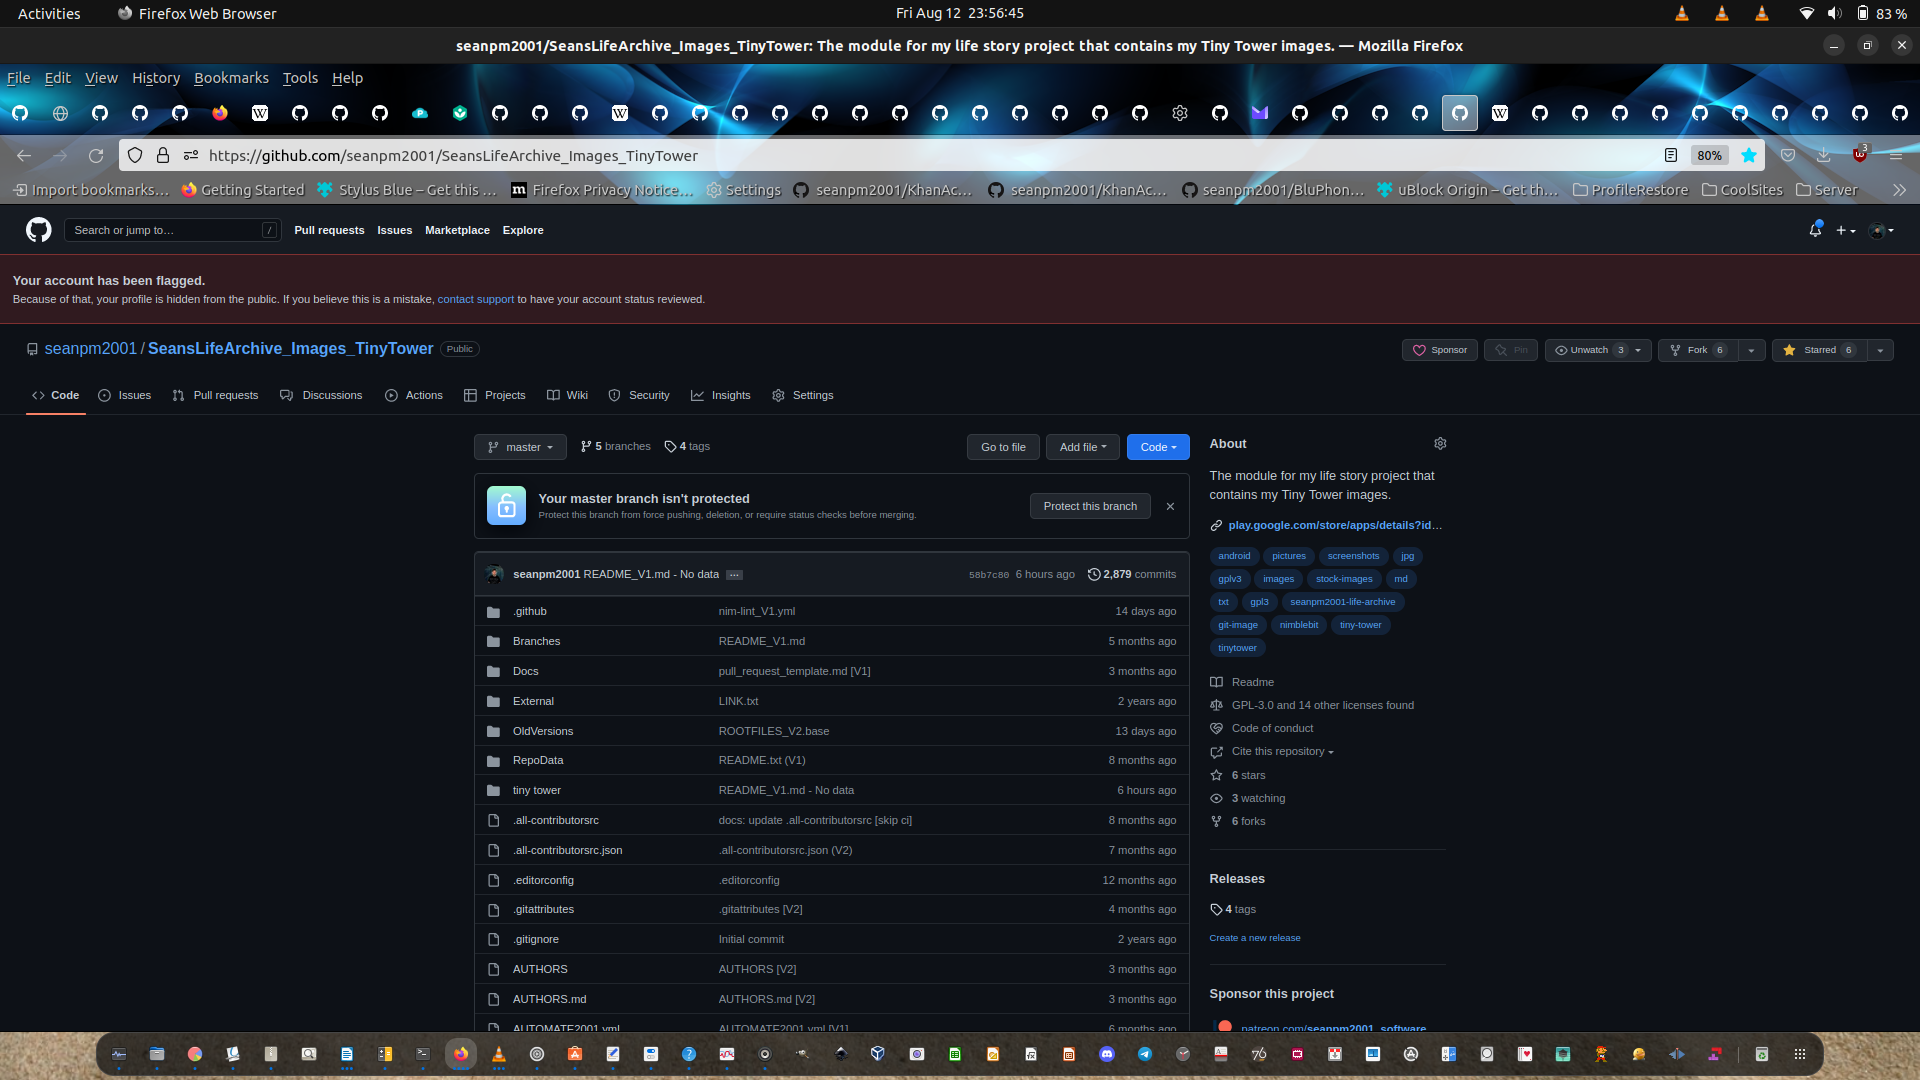 Activities
Firefox Web Browser
Fri Aug 12 23:56:45
83 %
seanpm2001/SeansLifeArchive_Images_TinyTower: The module for my life story project that contains my Tiny Tower images. — Mozilla Firefox
File Edit View History Bookmarks Tools Help
https://github.com/seanpm2001/SeansLifeArchive_Images_TinyTower
80%
3
Import bookmarks…
Getting Started
Stylus Blue – Get this …
Firefox Privacy Notice…
Settings
seanpm2001/KhanAc…
seanpm2001/KhanAc…
seanpm2001/BluPhon…
uBlock Origin – Get th…
ProfileRestore
CoolSites
Server
Search or jump to…
/
Pull requests
Issues
Marketplace
Explore
Your account has been flagged.
Because of that, your profile is hidden from the public. If you believe this is a mistake, contact support to have your account status reviewed.
seanpm2001 / SeansLifeArchive_Images_TinyTower Public
Sponsor
Pin
Unwatch 3
Fork 6
Starred 6
Code
Issues
Pull requests
Discussions
Actions
Projects
Wiki
Security
Insights
Settings
master
5 branches
4 tags
Go to file
Add file
Code
Your master branch isn't protected
Protect this branch from force pushing, deletion, or require status checks before merging.
Protect this branch
seanpm2001 README_V1.md - No data …
58b7c80 6 hours ago
2,879 commits
.github nim-lint_V1.yml 14 days ago
Branches README_V1.md 5 months ago
Docs pull_request_template.md [V1] 3 months ago
External LINK.txt 2 years ago
OldVersions ROOTFILES_V2.base 13 days ago
RepoData README.txt (V1) 8 months ago
tiny tower README_V1.md - No data 6 hours ago
.all-contributorsrc docs: update .all-contributorsrc [skip ci] 8 months ago
.all-contributorsrc.json .all-contributorsrc.json (V2) 7 months ago
.editorconfig .editorconfig 12 months ago
.gitattributes .gitattributes [V2] 4 months ago
.gitignore Initial commit 2 years ago
AUTHORS AUTHORS [V2] 3 months ago
AUTHORS.md AUTHORS.md [V2] 3 months ago
AUTOMATE2001.yml AUTOMATE2001.yml [V1] 6 months ago
About
The module for my life story project that
contains my Tiny Tower images.
play.google.com/store/apps/details?id…
android pictures screenshots jpg
gplv3 images stock-images md
txt gpl3 seanpm2001-life-archive
git-image nimblebit tiny-tower
tinytower
Readme
GPL-3.0 and 14 other licenses found
Code of conduct
Cite this repository
6 stars
3 watching
6 forks
Releases
4 tags
Create a new release
Sponsor this project
patreon.com/seanpm2001_software